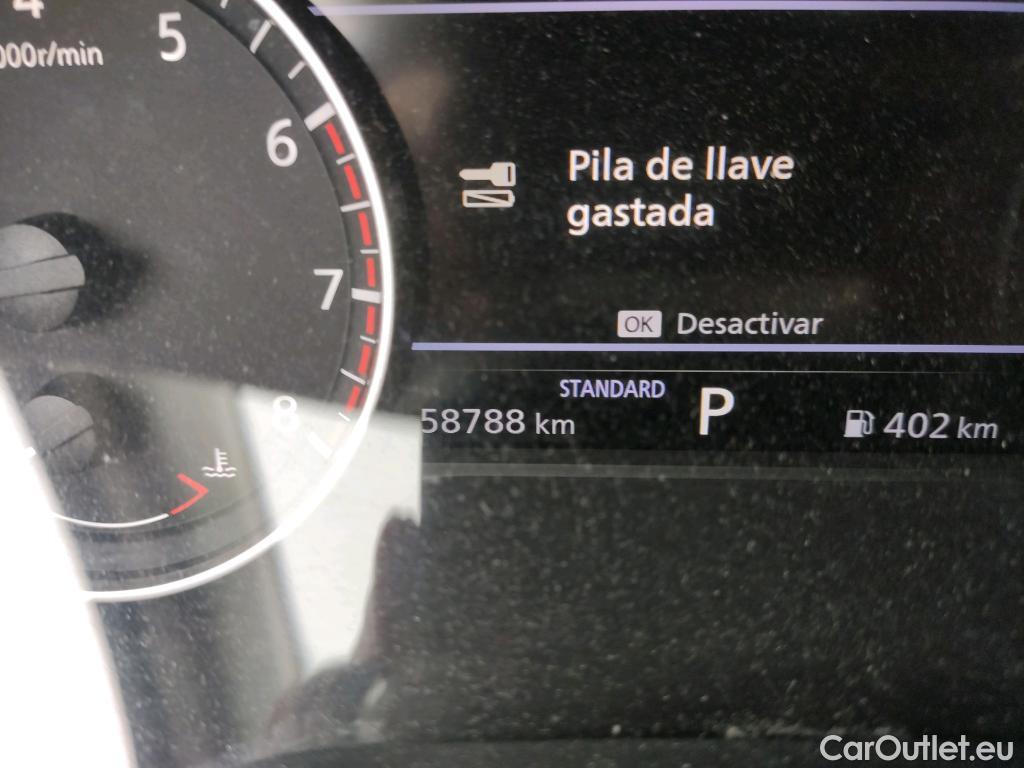 4
5
000r/min
6
7
8
Pila de llave
gastada
OK Desactivar
STANDARD
58788 km P 402 km
CarOutlet.eu